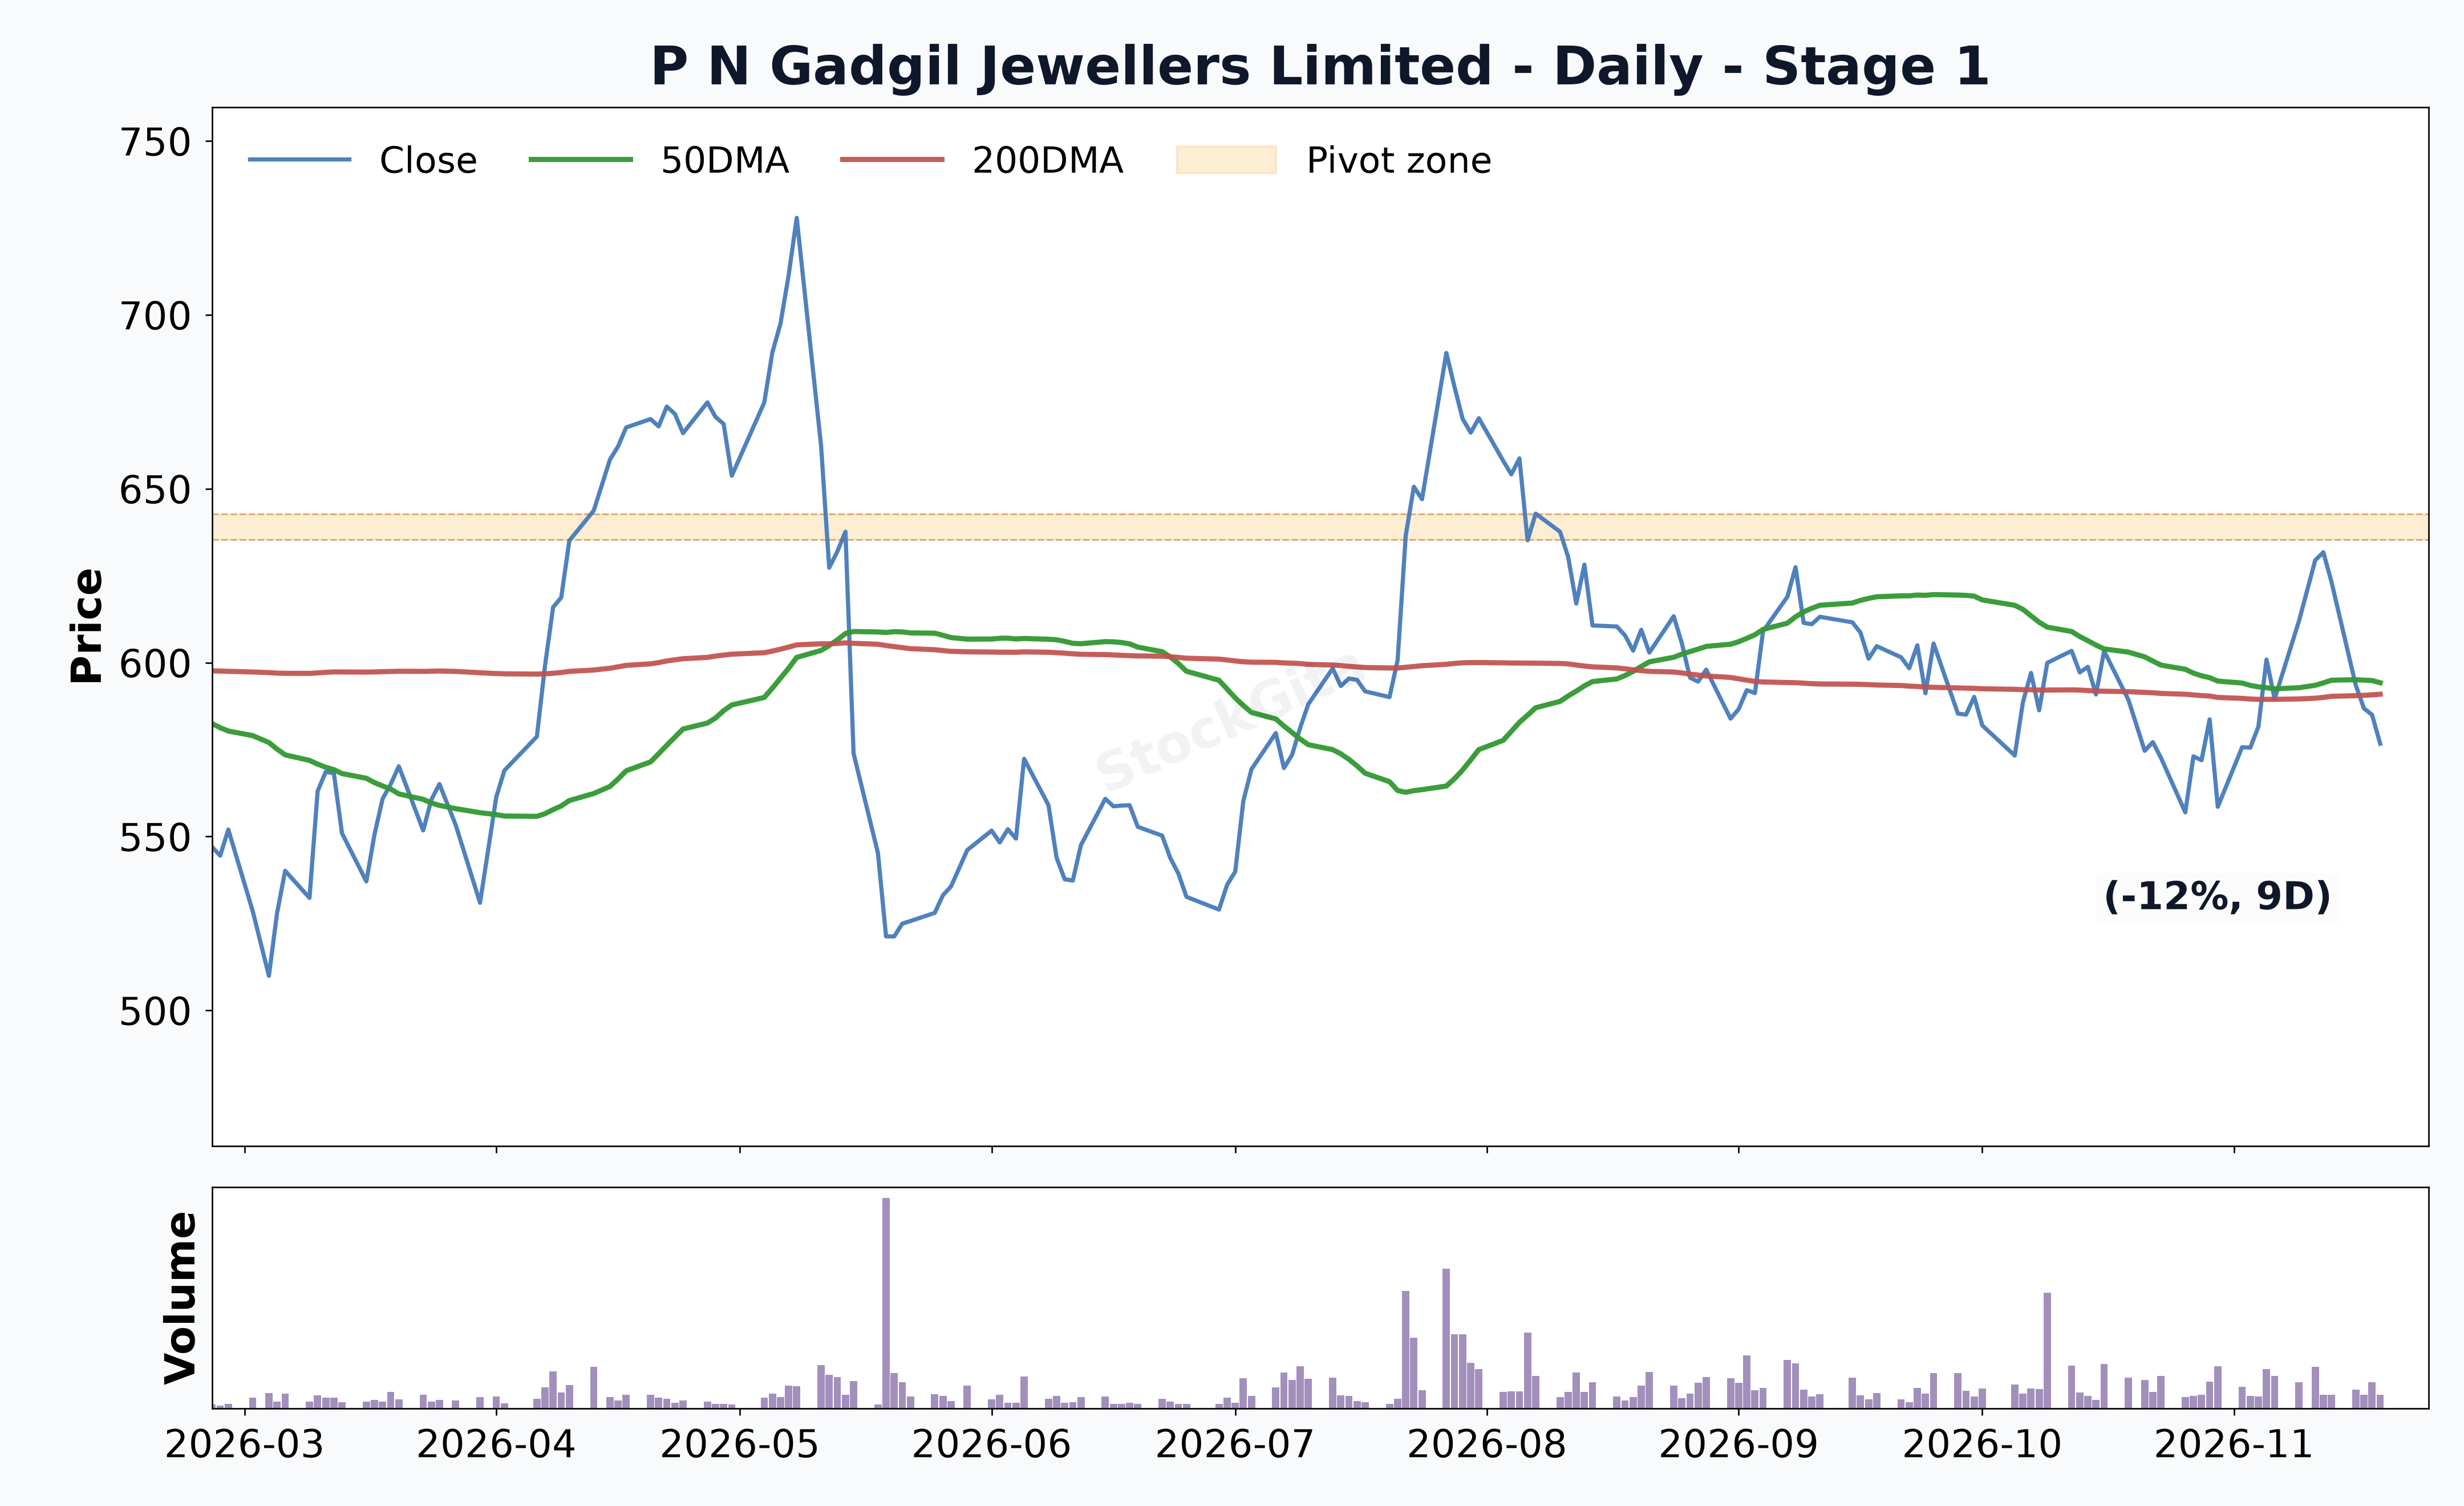 P N Gadgil Jewellers Limited - Daily - Stage 1
Close 50DMA 200DMA Pivot zone
750
700
650
600
550
500
Price
StockGifts
(-12%, 9D)
Volume
2026-03 2026-04 2026-05 2026-06 2026-07 2026-08 2026-09 2026-10 2026-11